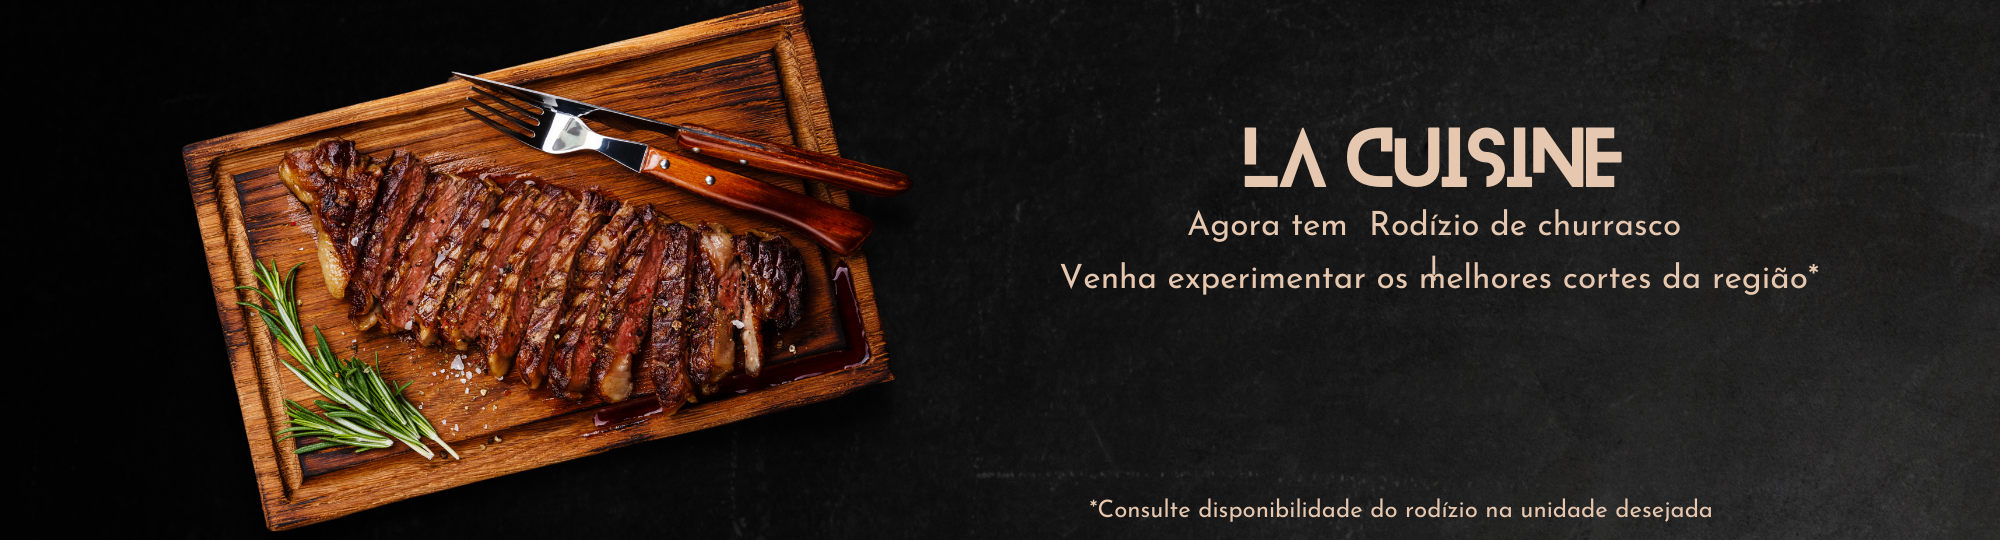 LA CUISINE
Agora tem Rodízio de churrasco
Venha experimentar os melhores cortes da região*
*Consulte disponibilidade do rodízio na unidade desejada